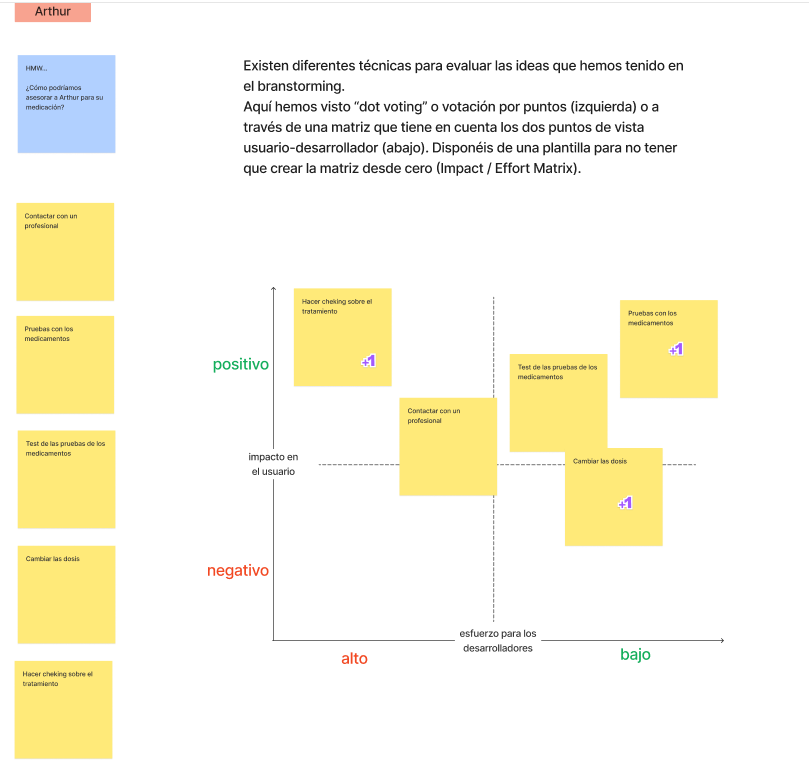 Arthur
HMW...
¿Cómo podríamos
asesorar a Arthur para su
medicación?
Existen diferentes técnicas para evaluar las ideas que hemos tenido en
el branstorming.
Aquí hemos visto “dot voting” o votación por puntos (izquierda) o a
través de una matriz que tiene en cuenta los dos puntos de vista
usuario-desarrollador (abajo). Disponéis de una plantilla para no tener
que crear la matriz desde cero (Impact / Effort Matrix).
Contactar con un
profesional
Pruebas con los
medicamentos
Test de las pruebas de los
medicamentos
Cambiar las dosis
Hacer cheking sobre el
tratamiento
Hacer cheking sobre el
tratamiento
+1
Pruebas con los
medicamentos
+1
Test de las pruebas de los
medicamentos
Contactar con un
profesional
Cambiar las dosis
+1
positivo
impacto en
el usuario
negativo
esfuerzo para los
desarrolladores
alto
bajo